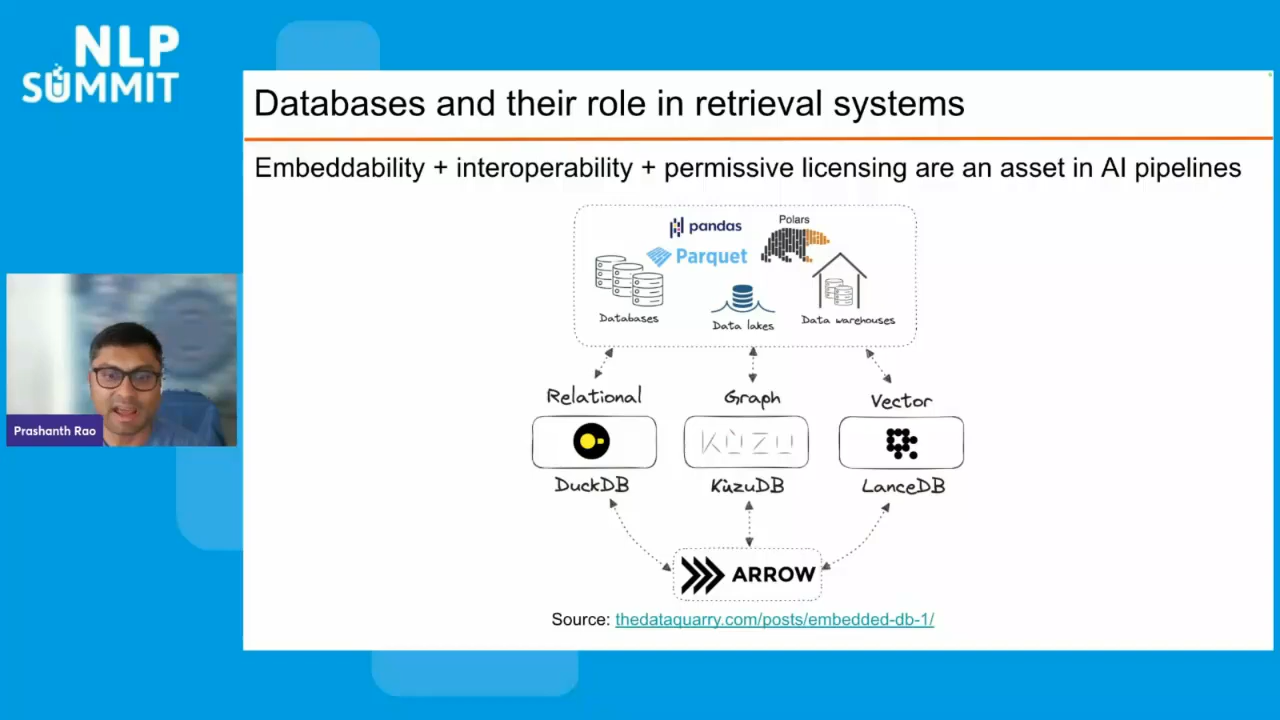 NLP
SUMMIT
Databases and their role in retrieval systems
Embeddability + interoperability + permissive licensing are an asset in AI pipelines
pandas
Polars
Parquet
Databases
Data lakes
Data warehouses
Relational
Graph
Vector
KÙZU
DuckDB
KùzuDB
LanceDB
ARROW
Source: thedataquarry.com/posts/embedded-db-1/
Prashanth Rao